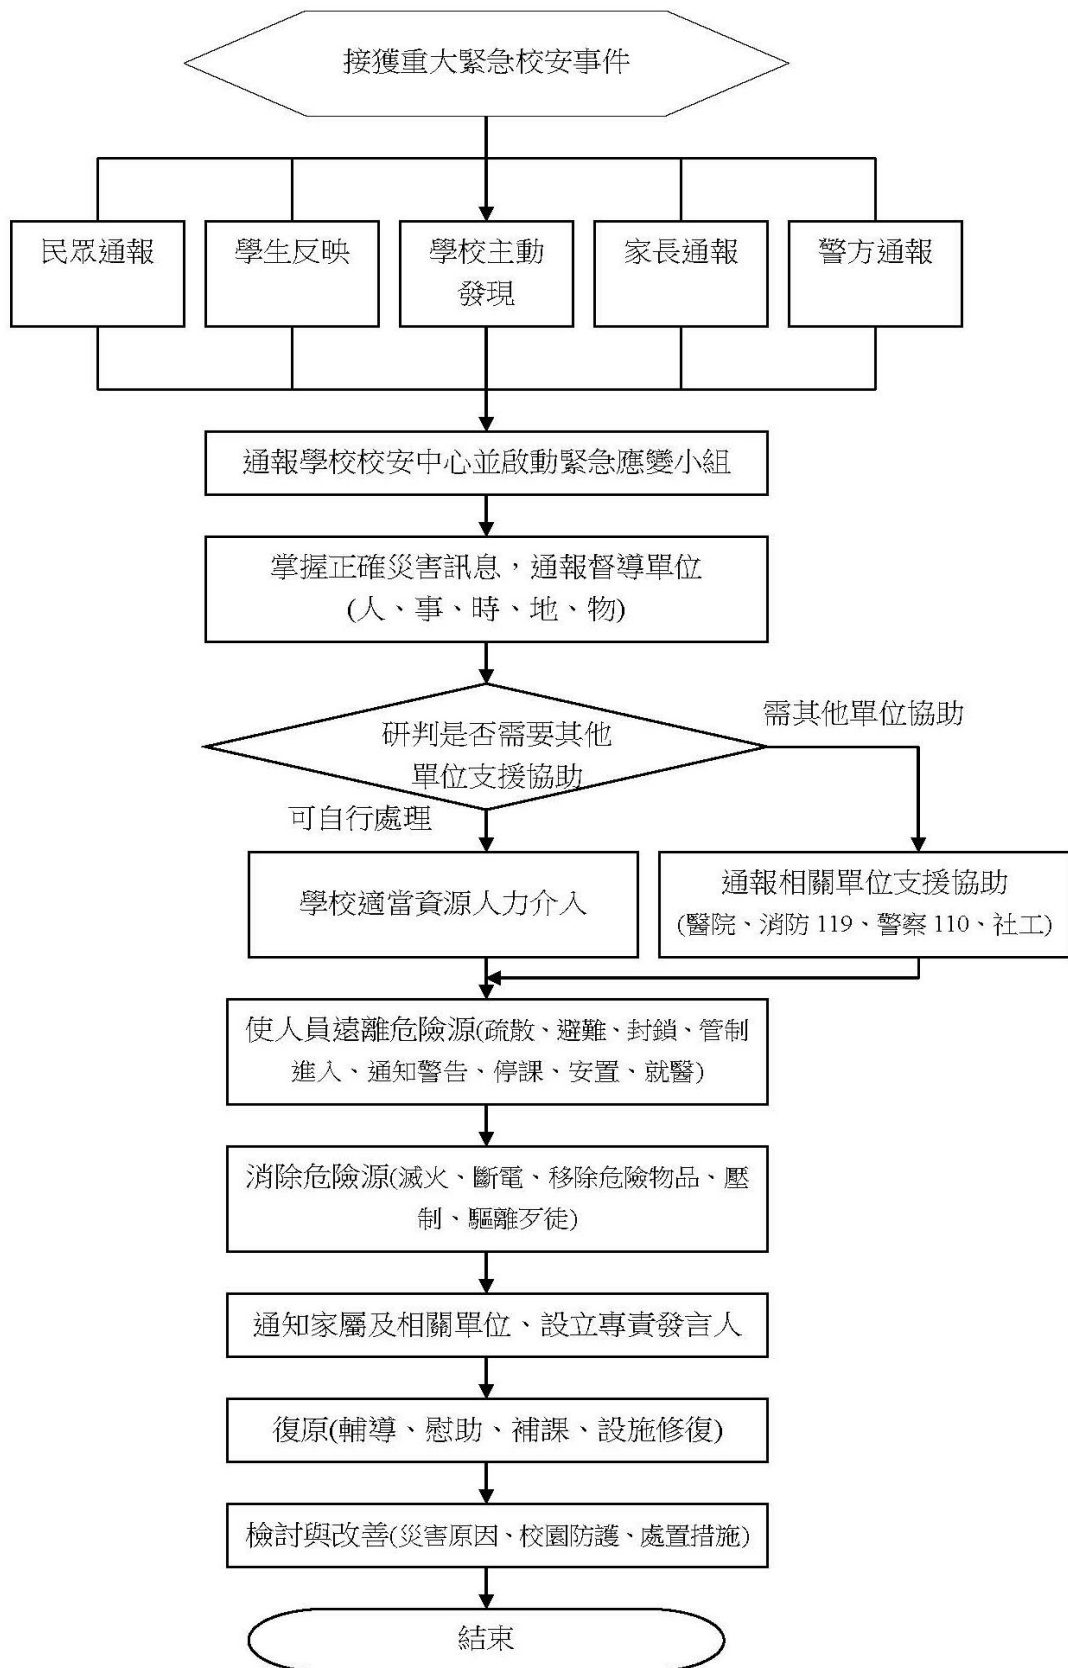 接獲重大緊急校安事件
民眾通報
學生反映
學校主動
發現
家長通報
警方通報
通報學校校安中心並啟動緊急應變小組
掌握正確災害訊息，通報督導單位
(人、事、時、地、物)
研判是否需要其他
單位支援協助
需其他單位協助
可自行處理
學校適當資源人力介入
通報相關單位支援協助
(醫院、消防 119、警察 110、社工)
使人員遠離危險源(疏散、避難、封鎖、管制
進入、通知警告、停課、安置、就醫)
消除危險源(滅火、斷電、移除危險物品、壓
制、驅離歹徒)
通知家屬及相關單位、設立專責發言人
復原(輔導、慰助、補課、設施修復)
檢討與改善(災害原因、校園防護、處置措施)
結束